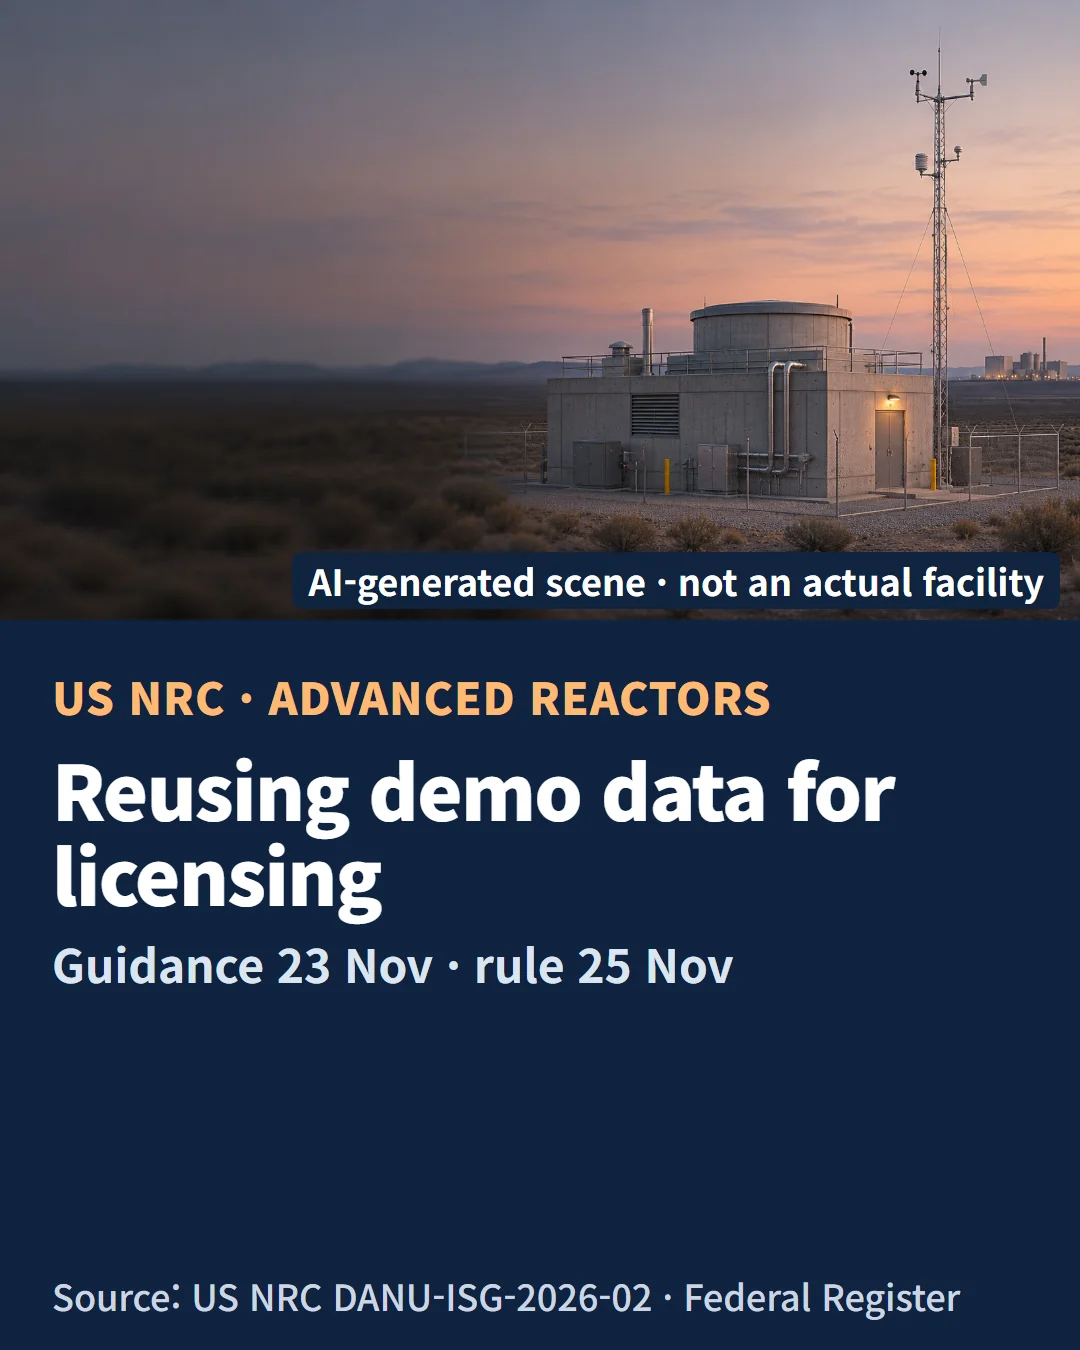 AI-generated scene · not an actual facility
US NRC · ADVANCED REACTORS
Reusing demo data for
licensing
Guidance 23 Nov · rule 25 Nov
Source: US NRC DANU-ISG-2026-02 · Federal Register